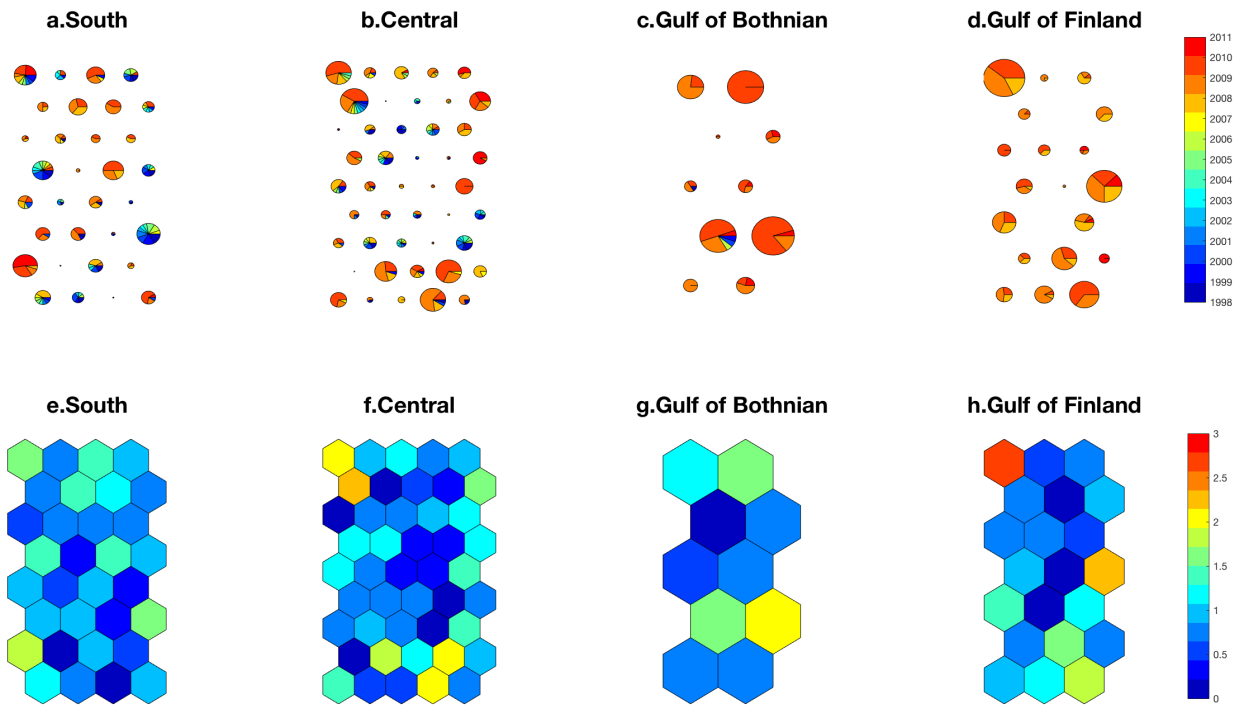 a.South
b.Central
c.Gulf of Bothnian
d.Gulf of Finland
2011
2010
2009
2008
2007
2006
2005
2004
2003
2002
2001
2000
1999
1998
e.South
f.Central
g.Gulf of Bothnian
h.Gulf of Finland
3
2.5
2
1.5
1
0.5
0